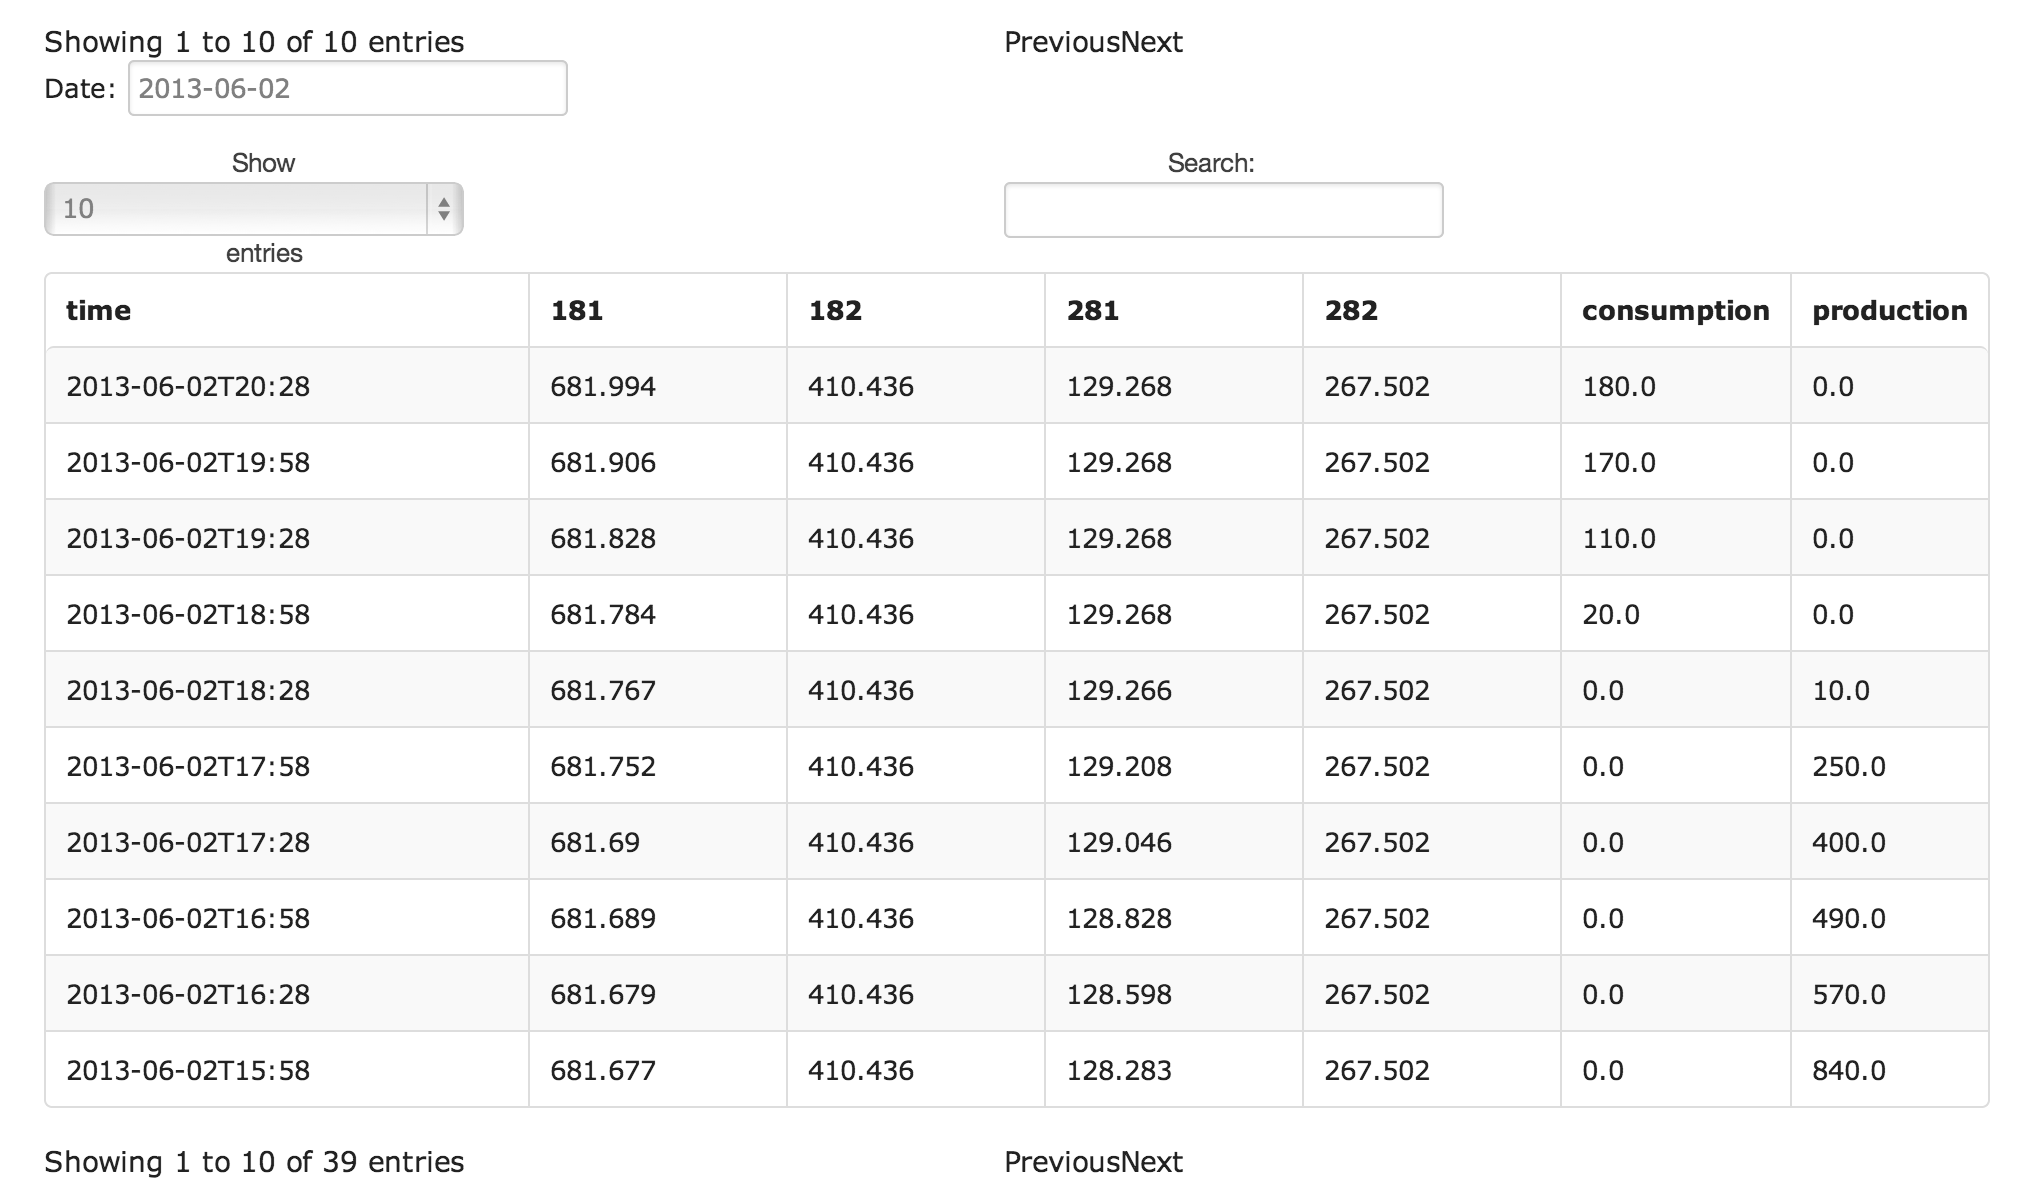 Showing 1 to 10 of 10 entries PreviousNext
Date: 2013-06-02
Show Search:
10
entries
time 181 182 281 282 consumption production
2013-06-02T20:28 681.994 410.436 129.268 267.502 180.0 0.0
2013-06-02T19:58 681.906 410.436 129.268 267.502 170.0 0.0
2013-06-02T19:28 681.828 410.436 129.268 267.502 110.0 0.0
2013-06-02T18:58 681.784 410.436 129.268 267.502 20.0 0.0
2013-06-02T18:28 681.767 410.436 129.266 267.502 0.0 10.0
2013-06-02T17:58 681.752 410.436 129.208 267.502 0.0 250.0
2013-06-02T17:28 681.69 410.436 129.046 267.502 0.0 400.0
2013-06-02T16:58 681.689 410.436 128.828 267.502 0.0 490.0
2013-06-02T16:28 681.679 410.436 128.598 267.502 0.0 570.0
2013-06-02T15:58 681.677 410.436 128.283 267.502 0.0 840.0
Showing 1 to 10 of 39 entries PreviousNext